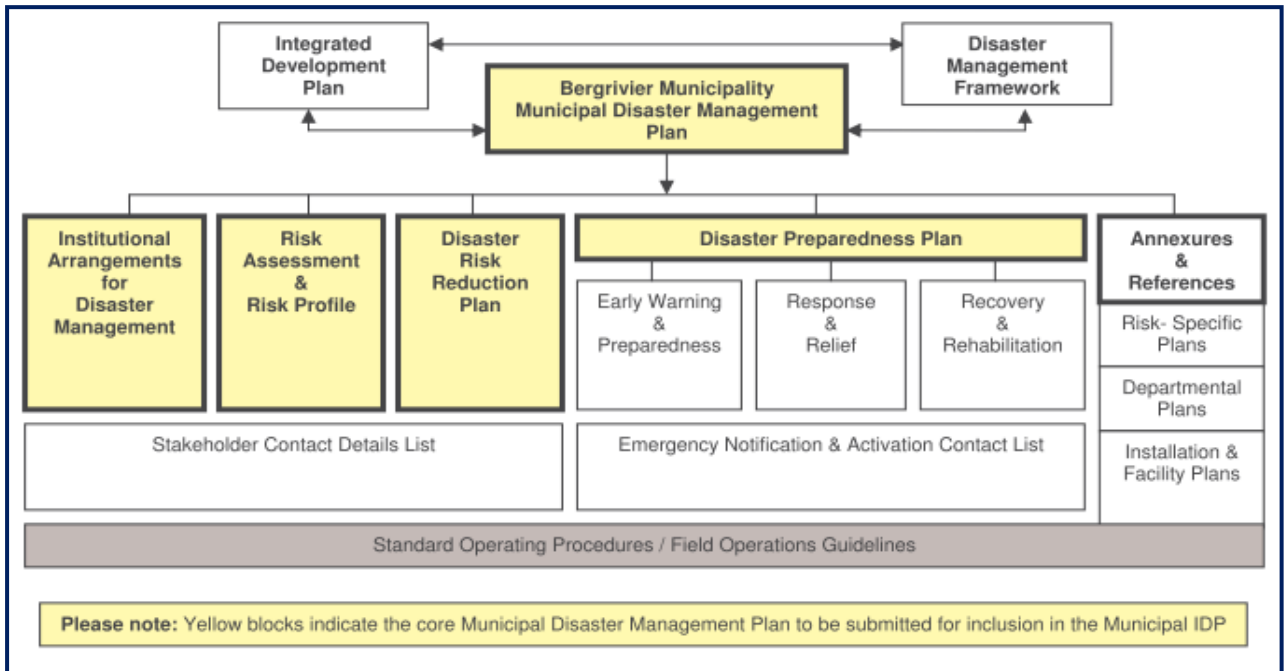 Integrated
Development
Plan
Disaster
Management
Framework
Bergrivier Municipality
Municipal Disaster Management
Plan
Institutional
Arrangements
for
Disaster
Management
Risk
Assessment
&
Risk Profile
Disaster
Risk
Reduction
Plan
Disaster Preparedness Plan
Early Warning
&
Preparedness
Response
&
Relief
Recovery
&
Rehabilitation
Annexures
&
References
Risk- Specific
Plans
Departmental
Plans
Installation &
Facility Plans
Stakeholder Contact Details List
Emergency Notification & Activation Contact List
Standard Operating Procedures / Field Operations Guidelines
Please note: Yellow blocks indicate the core Municipal Disaster Management Plan to be submitted for inclusion in the Municipal IDP